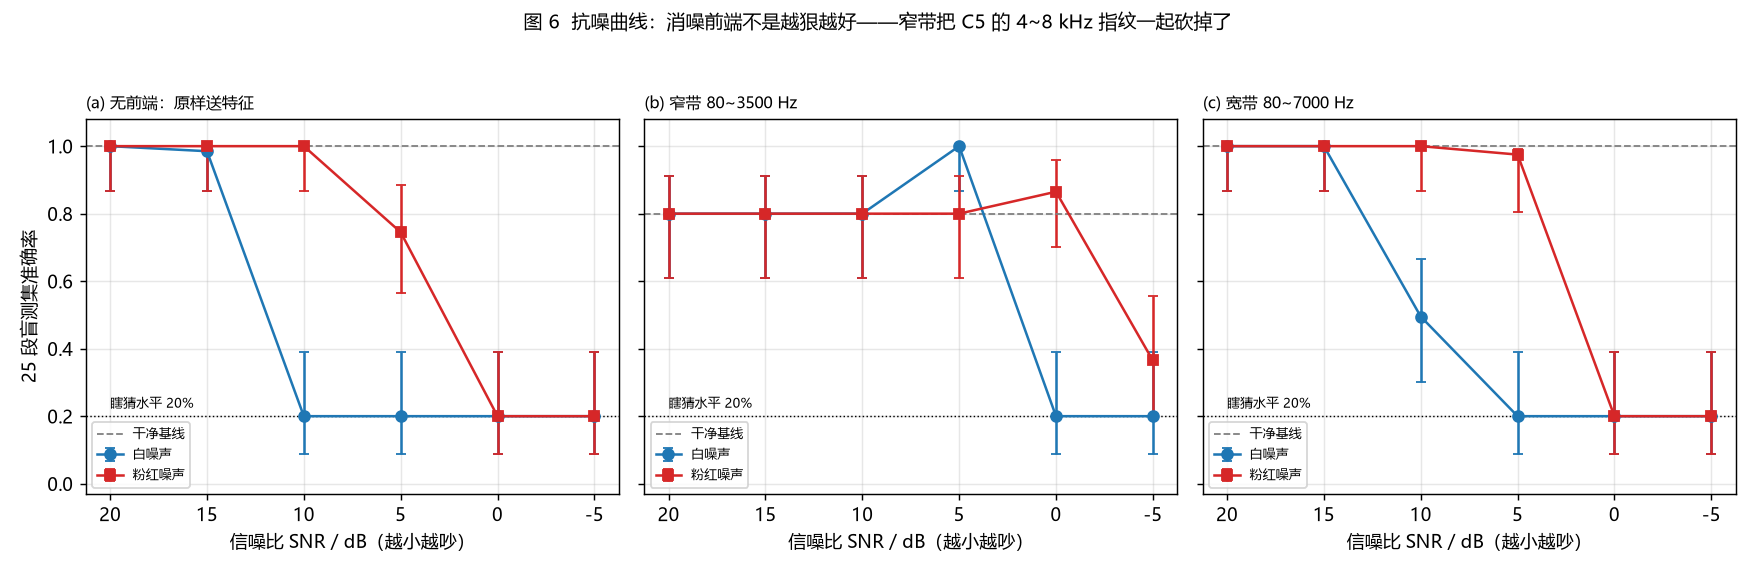 图 6  抗噪曲线：消噪前端不是越狠越好——窄带把 C5 的 4~8 kHz 指纹一起砍掉了
(a) 无前端：原样送特征
25 段盲测集准确率
1.0
0.8
0.6
0.4
0.2
0.0
瞎猜水平 20%
干净基线
白噪声
粉红噪声
20 15 10 5 0 -5
信噪比 SNR / dB（越小越吵）
(b) 窄带 80~3500 Hz
瞎猜水平 20%
干净基线
白噪声
粉红噪声
20 15 10 5 0 -5
信噪比 SNR / dB（越小越吵）
(c) 宽带 80~7000 Hz
瞎猜水平 20%
干净基线
白噪声
粉红噪声
20 15 10 5 0 -5
信噪比 SNR / dB（越小越吵）